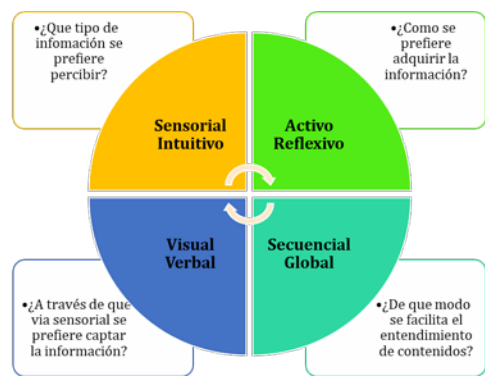 •¿Que tipo de
infomación se
prefiere
percibir?
•¿Como se
prefiere
adquirir la
información?
Sensorial
Intuitivo
Activo
Reflexivo
Visual
Verbal
Secuencial
Global
•¿A través de que
via sensorial se
prefiere captar
la información?
•¿De que modo
se facilita el
entendimiento
de contenidos?